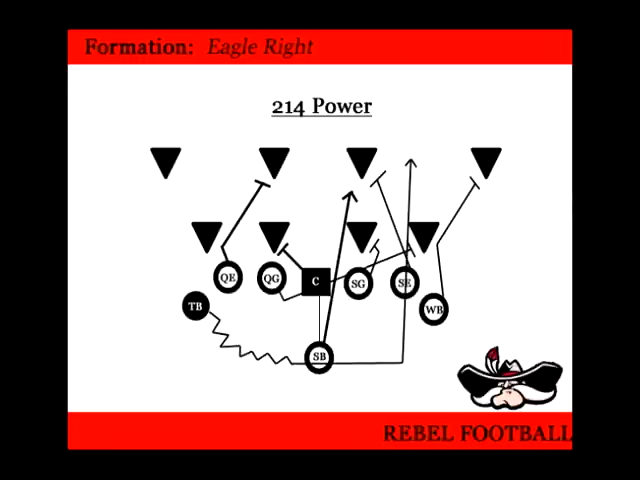 Formation: Eagle Right
214 Power
QE QG C SG SE
TB WB
SB
REBEL FOOTBALL